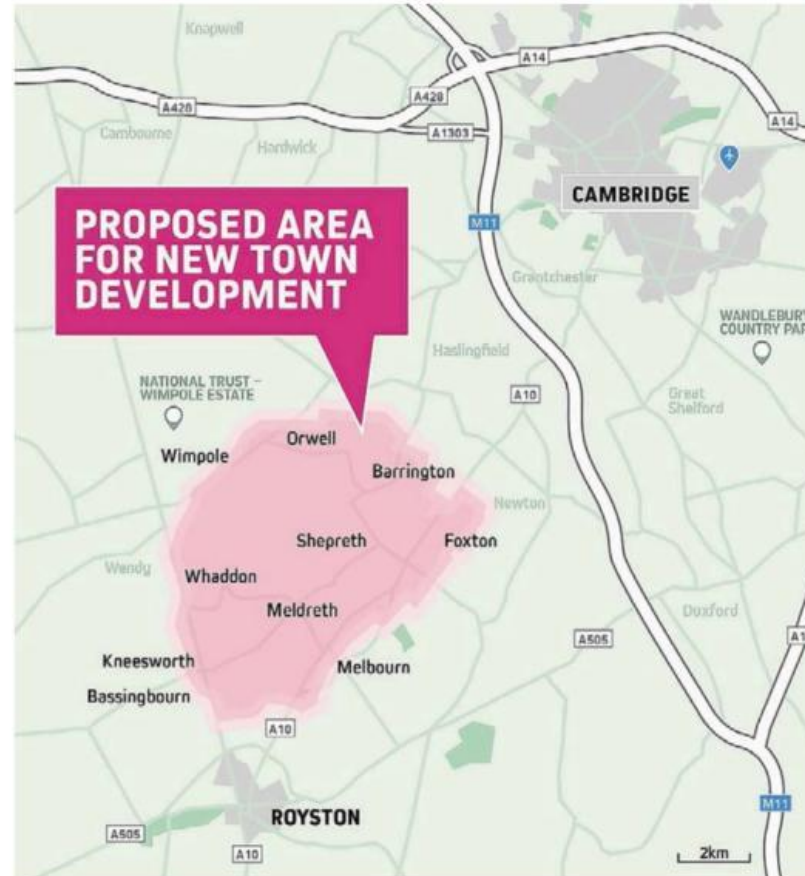 Knapwell
A14
A428
A428
A14
Cambourne
Hardwick
A1303
CAMBRIDGE
PROPOSED AREA
FOR NEW TOWN
DEVELOPMENT
M11
Grantchester
WANDLEBURY
COUNTRY PAR
Haslingfield
NATIONAL TRUST –
WIMPOLE ESTATE
A10
Great
Shelford
Orwell
Wimpole
Barrington
Newton
Shepreth
Foxton
Wendy
Whaddon
Meldreth
Duxford
A505
A1
Kneesworth
Melbourn
Bassingbourn
A10
M11
ROYSTON
A505
A10
2km